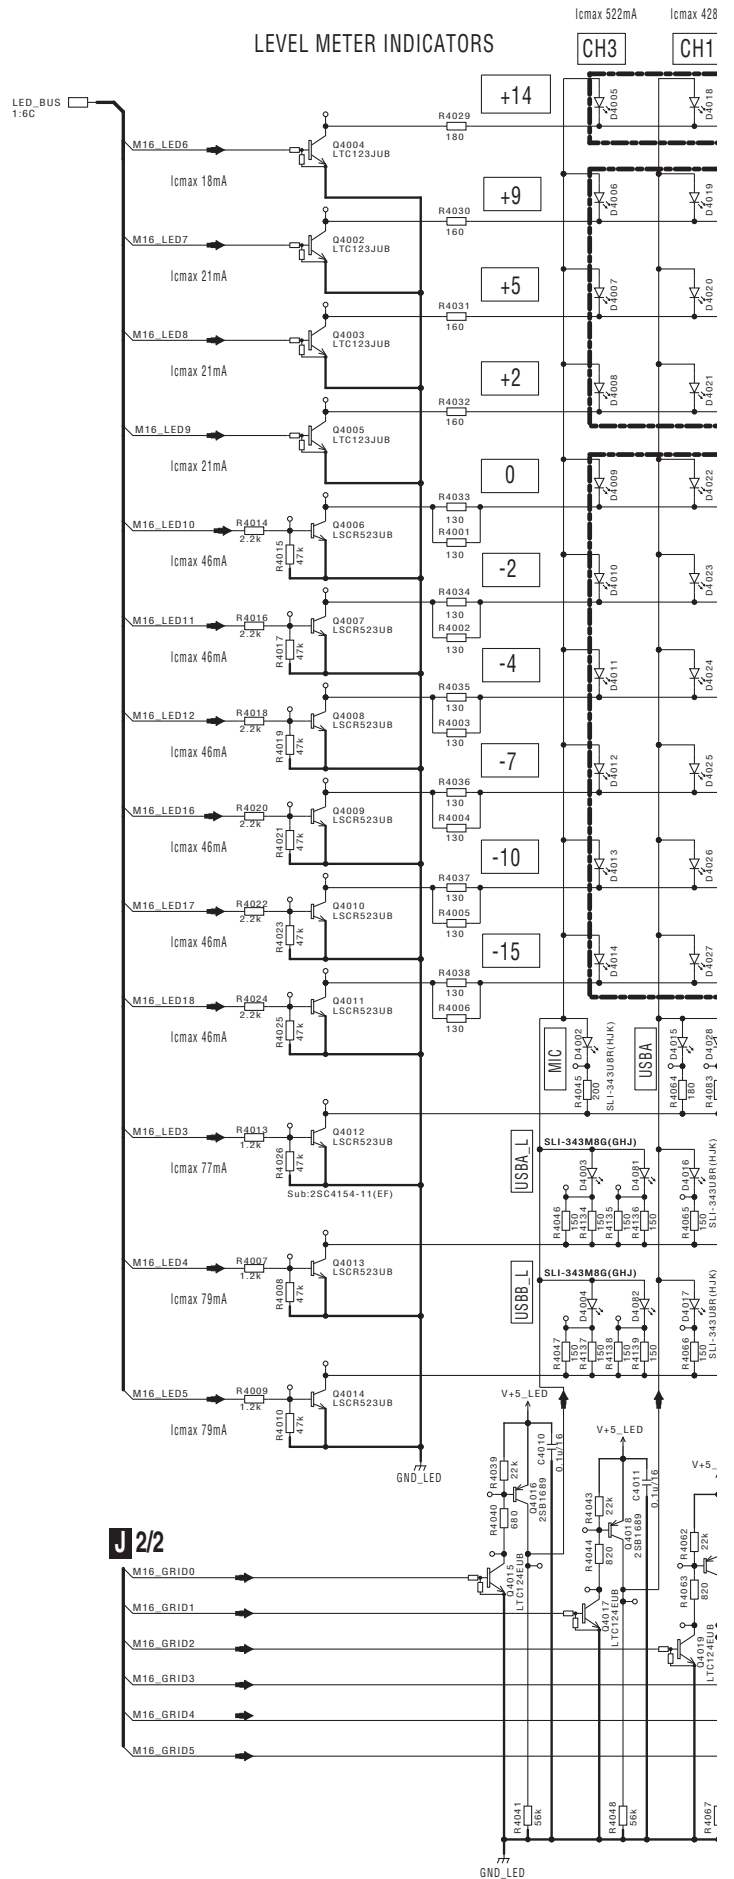 Icmax 522mA
Icmax 428
LEVEL METER INDICATORS
CH3
CH1
LED_BUS
1:6C
+14
D4005
D4018
R4029
180
M16_LED6
Q4004
LTC123JUB
Icmax 18mA
+9
D4006
D4019
R4030
160
M16_LED7
Q4002
LTC123JUB
Icmax 21mA
+5
D4007
D4020
R4031
160
M16_LED8
Q4003
LTC123JUB
Icmax 21mA
+2
D4008
D4021
R4032
160
M16_LED9
Q4005
LTC123JUB
Icmax 21mA
0
D4009
D4022
R4033
130
R4001
130
M16_LED10
R4014
2.2k
R4015
47k
Q4006
LSCR523UB
Icmax 46mA
-2
D4010
D4023
R4034
130
R4002
130
M16_LED11
R4016
2.2k
R4017
47k
Q4007
LSCR523UB
Icmax 46mA
-4
D4011
D4024
R4035
130
R4003
130
M16_LED12
R4018
2.2k
R4019
47k
Q4008
LSCR523UB
Icmax 46mA
-7
D4012
D4025
R4036
130
R4004
130
M16_LED16
R4020
2.2k
R4021
47k
Q4009
LSCR523UB
Icmax 46mA
-10
D4013
D4026
R4037
130
R4005
130
M16_LED17
R4022
2.2k
R4023
47k
Q4010
LSCR523UB
Icmax 46mA
-15
D4014
D4027
R4038
130
R4006
130
M16_LED18
R4024
2.2k
R4025
47k
Q4011
LSCR523UB
Icmax 46mA
MIC
D4002
R4045
200
SLI-343U8R(HJK)
USBA
D4015
R4064
180
D4028
R4083
M16_LED3
R4013
1.2k
R4026
47k
Q4012
LSCR523UB
Sub:2SC4154-11(EF)
Icmax 77mA
USBA_L
SLI-343M8G(GHJ)
D4003
D4081
D4016
R4046
150
R4134
150
R4135
150
R4136
150
R4065
150
SLI-343U8R(HJK)
M16_LED4
R4007
1.2k
R4008
47k
Q4013
LSCR523UB
Icmax 79mA
USBB_L
SLI-343M8G(GHJ)
D4004
D4082
D4017
R4047
150
R4137
150
R4138
150
R4139
150
R4066
150
SLI-343U8R(HJK)
M16_LED5
R4009
1.2k
R4010
47k
Q4014
LSCR523UB
Icmax 79mA
GND_LED
V+5_LED
R4039
22k
R4040
680
Q4016
2SB1689
C4010
0.1u/16
V+5_LED
R4043
22k
R4044
820
Q4018
2SB1689
C4011
0.1u/16
V+5_
R4062
22k
R4063
820
J 2/2
M16_GRID0
Q4015
LTC124EUB
M16_GRID1
Q4017
LTC124EUB
M16_GRID2
Q4019
LTC124EUB
M16_GRID3
M16_GRID4
M16_GRID5
R4041
56k
R4048
56k
R4067
GND_LED